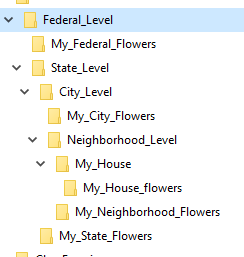 Federal_Level
My_Federal_Flowers
State_Level
City_Level
My_City_Flowers
Neighborhood_Level
My_House
My_House_flowers
My_Neighborhood_Flowers
My_State_Flowers